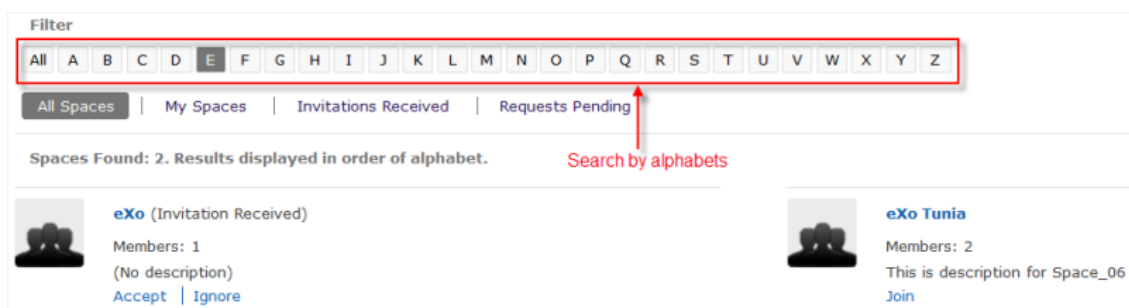 Filter
All A B C D E F G H I J K L M N O P Q R S T U V W X Y Z
All Spaces | My Spaces | Invitations Received | Requests Pending
Spaces Found: 2. Results displayed in order of alphabet.
Search by alphabets
eXo (Invitation Received)
Members: 1
(No description)
Accept | Ignore
eXo Tunia
Members: 2
This is description for Space_06
Join